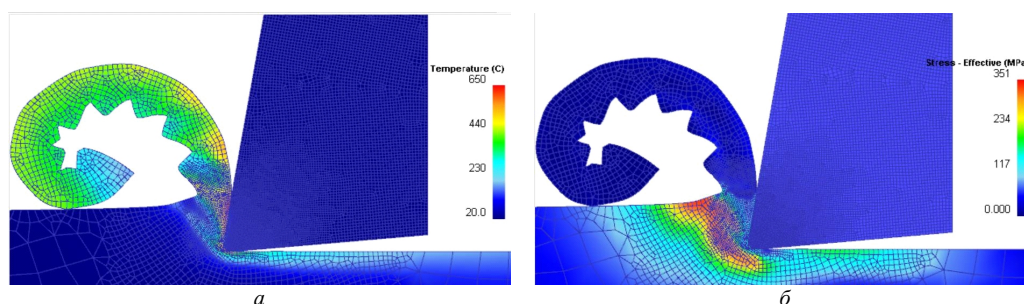 Temperature (C)
650
440
230
20.0
Stress - Effective (MPa
351
234
117
0.000
а
б